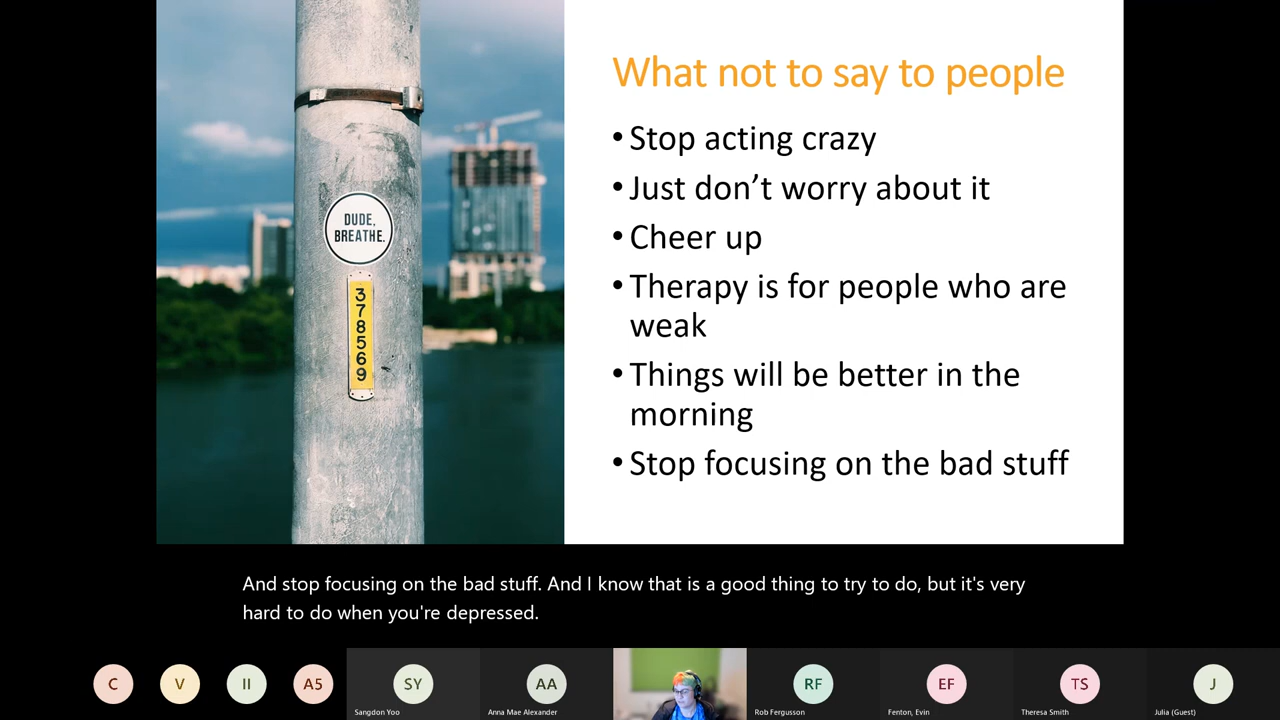 DUDE,
BREATHE.
3
7
8
5
6
9
What not to say to people
• Stop acting crazy
• Just don’t worry about it
• Cheer up
• Therapy is for people who are
weak
• Things will be better in the
morning
• Stop focusing on the bad stuff
And stop focusing on the bad stuff. And I know that is a good thing to try to do, but it's very
hard to do when you're depressed.
C
V
II
A5
SY
Sangdon Yoo
AA
Anna Mae Alexander
RF
Rob Fergusson
EF
Fenton, Evin
TS
Theresa Smith
J
Julia (Guest)